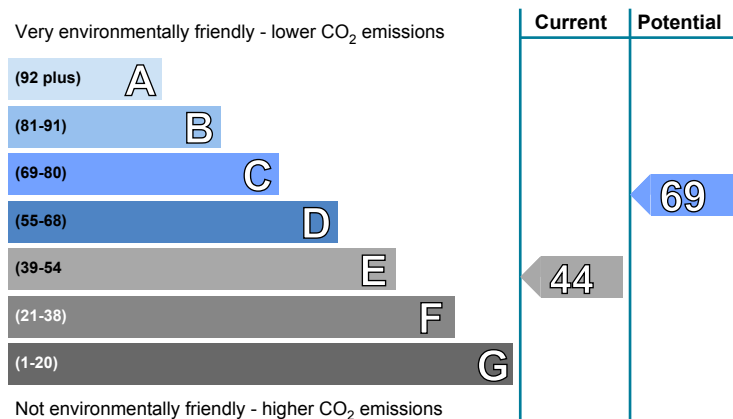 Current Potential
Very environmentally friendly - lower CO₂ emissions
(92 plus) A
(81-91) B
(69-80) C
69
(55-68) D
(39-54 E
44
(21-38) F
(1-20) G
Not environmentally friendly - higher CO₂ emissions